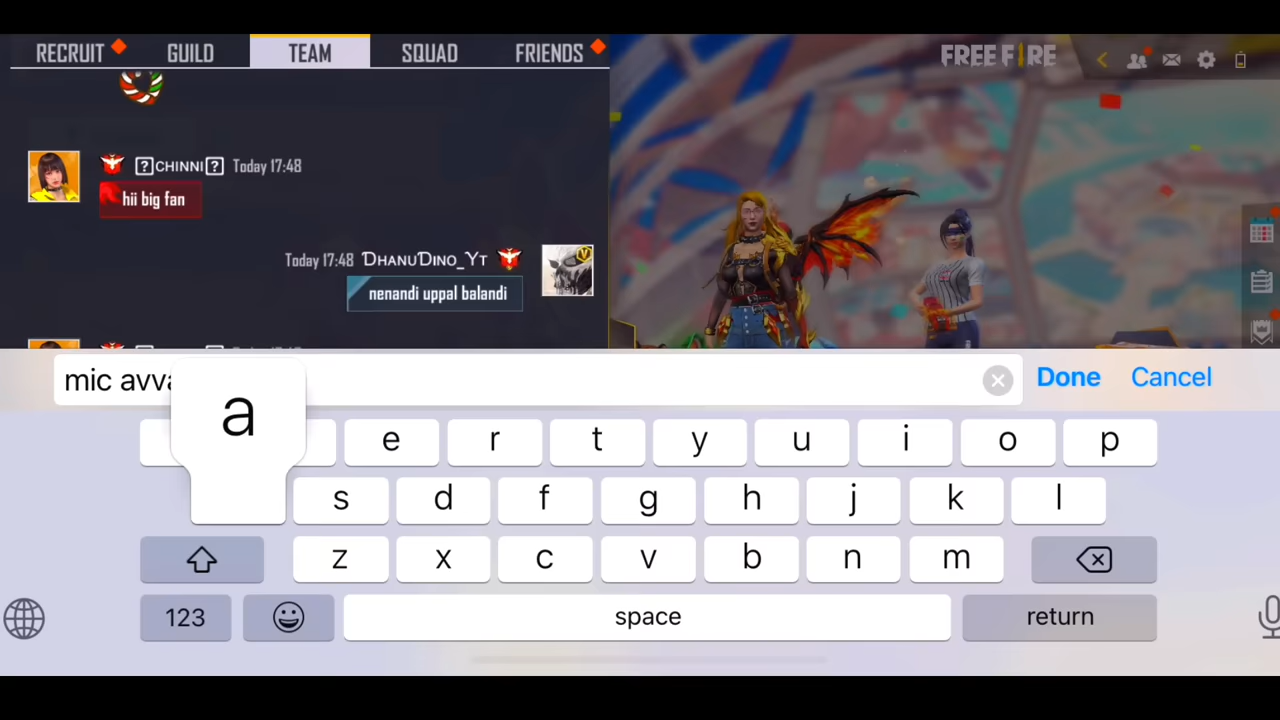 RECRUIT GUILD TEAM SQUAD FRIENDS
FREE FIRE
?CHINNI? Today 17:48
hii big fan
Today 17:48 DhanuDino_Yt
nenandi uppal balandi
mic avva
Done Cancel
a
e r t y u i o p
s d f g h j k l
z x c v b n m
123 space return